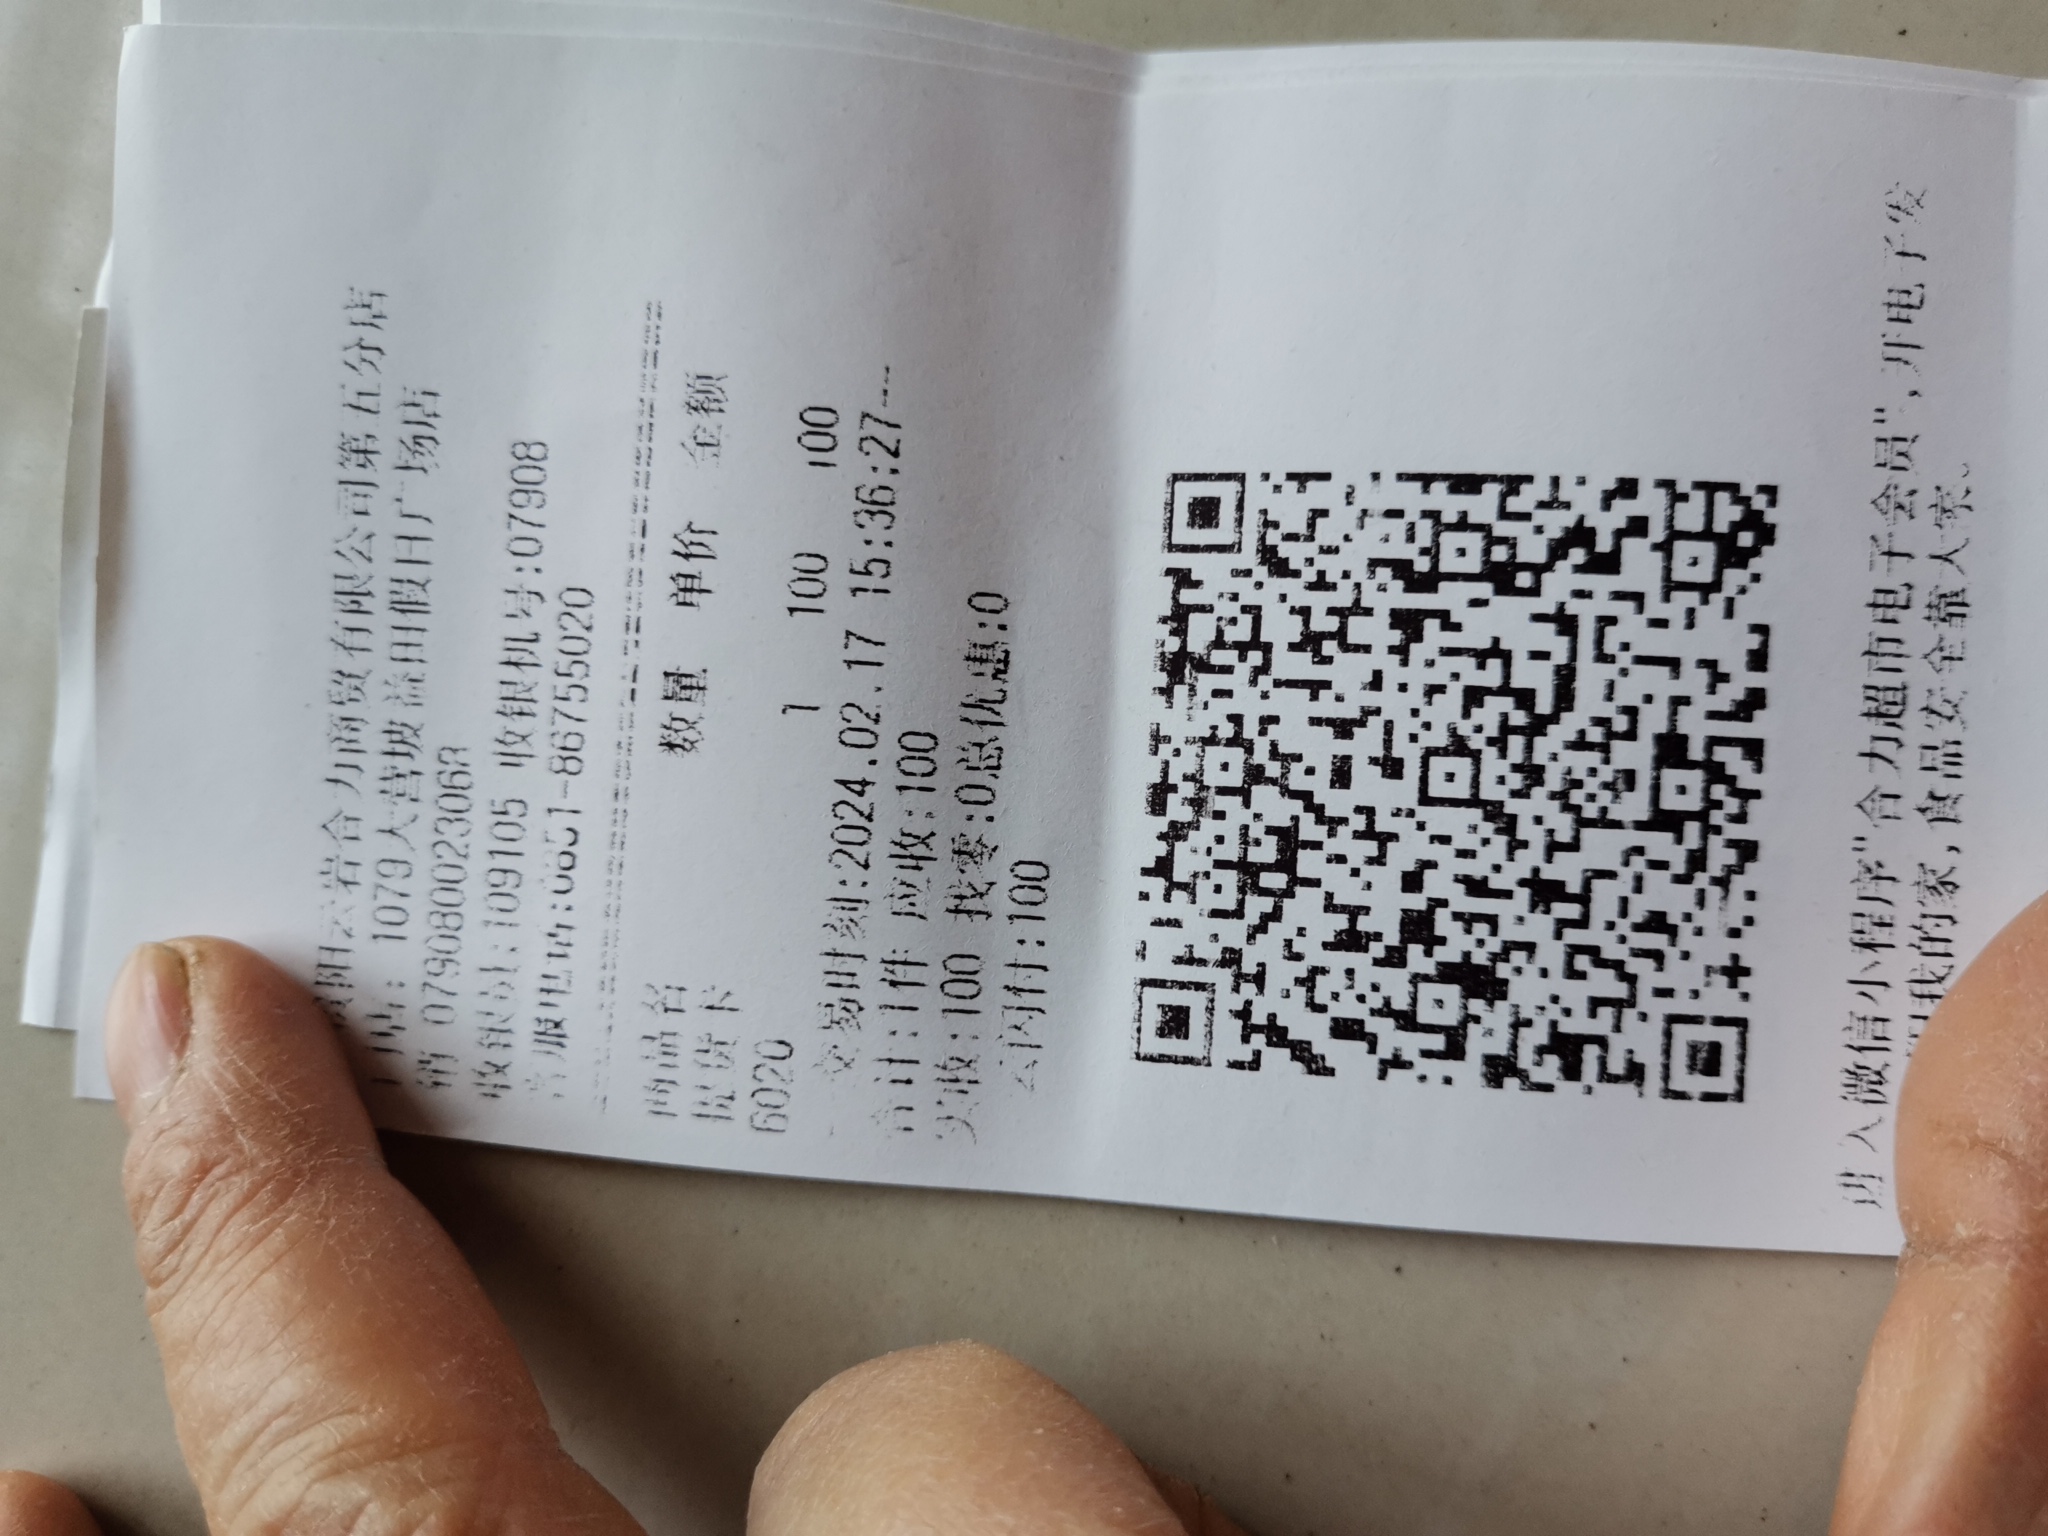 贵阳云岩合力商贸有限公司第五分店
门店: 1079大营坡益田假日广场店
销 079080023068
收银员:109105 收银机号:07908
客服电话:0851-86755020
商品名 数量 单价 金额
提货卡
6020 1 100 100
交易时刻:2024.02.17 15:36:27---
合计:1件 应收:100
实收:100 找零:0总优惠:0
云闪付:100
进入微信小程序"合力超市电子会员",开电子发
我的家,食品安全靠大家。